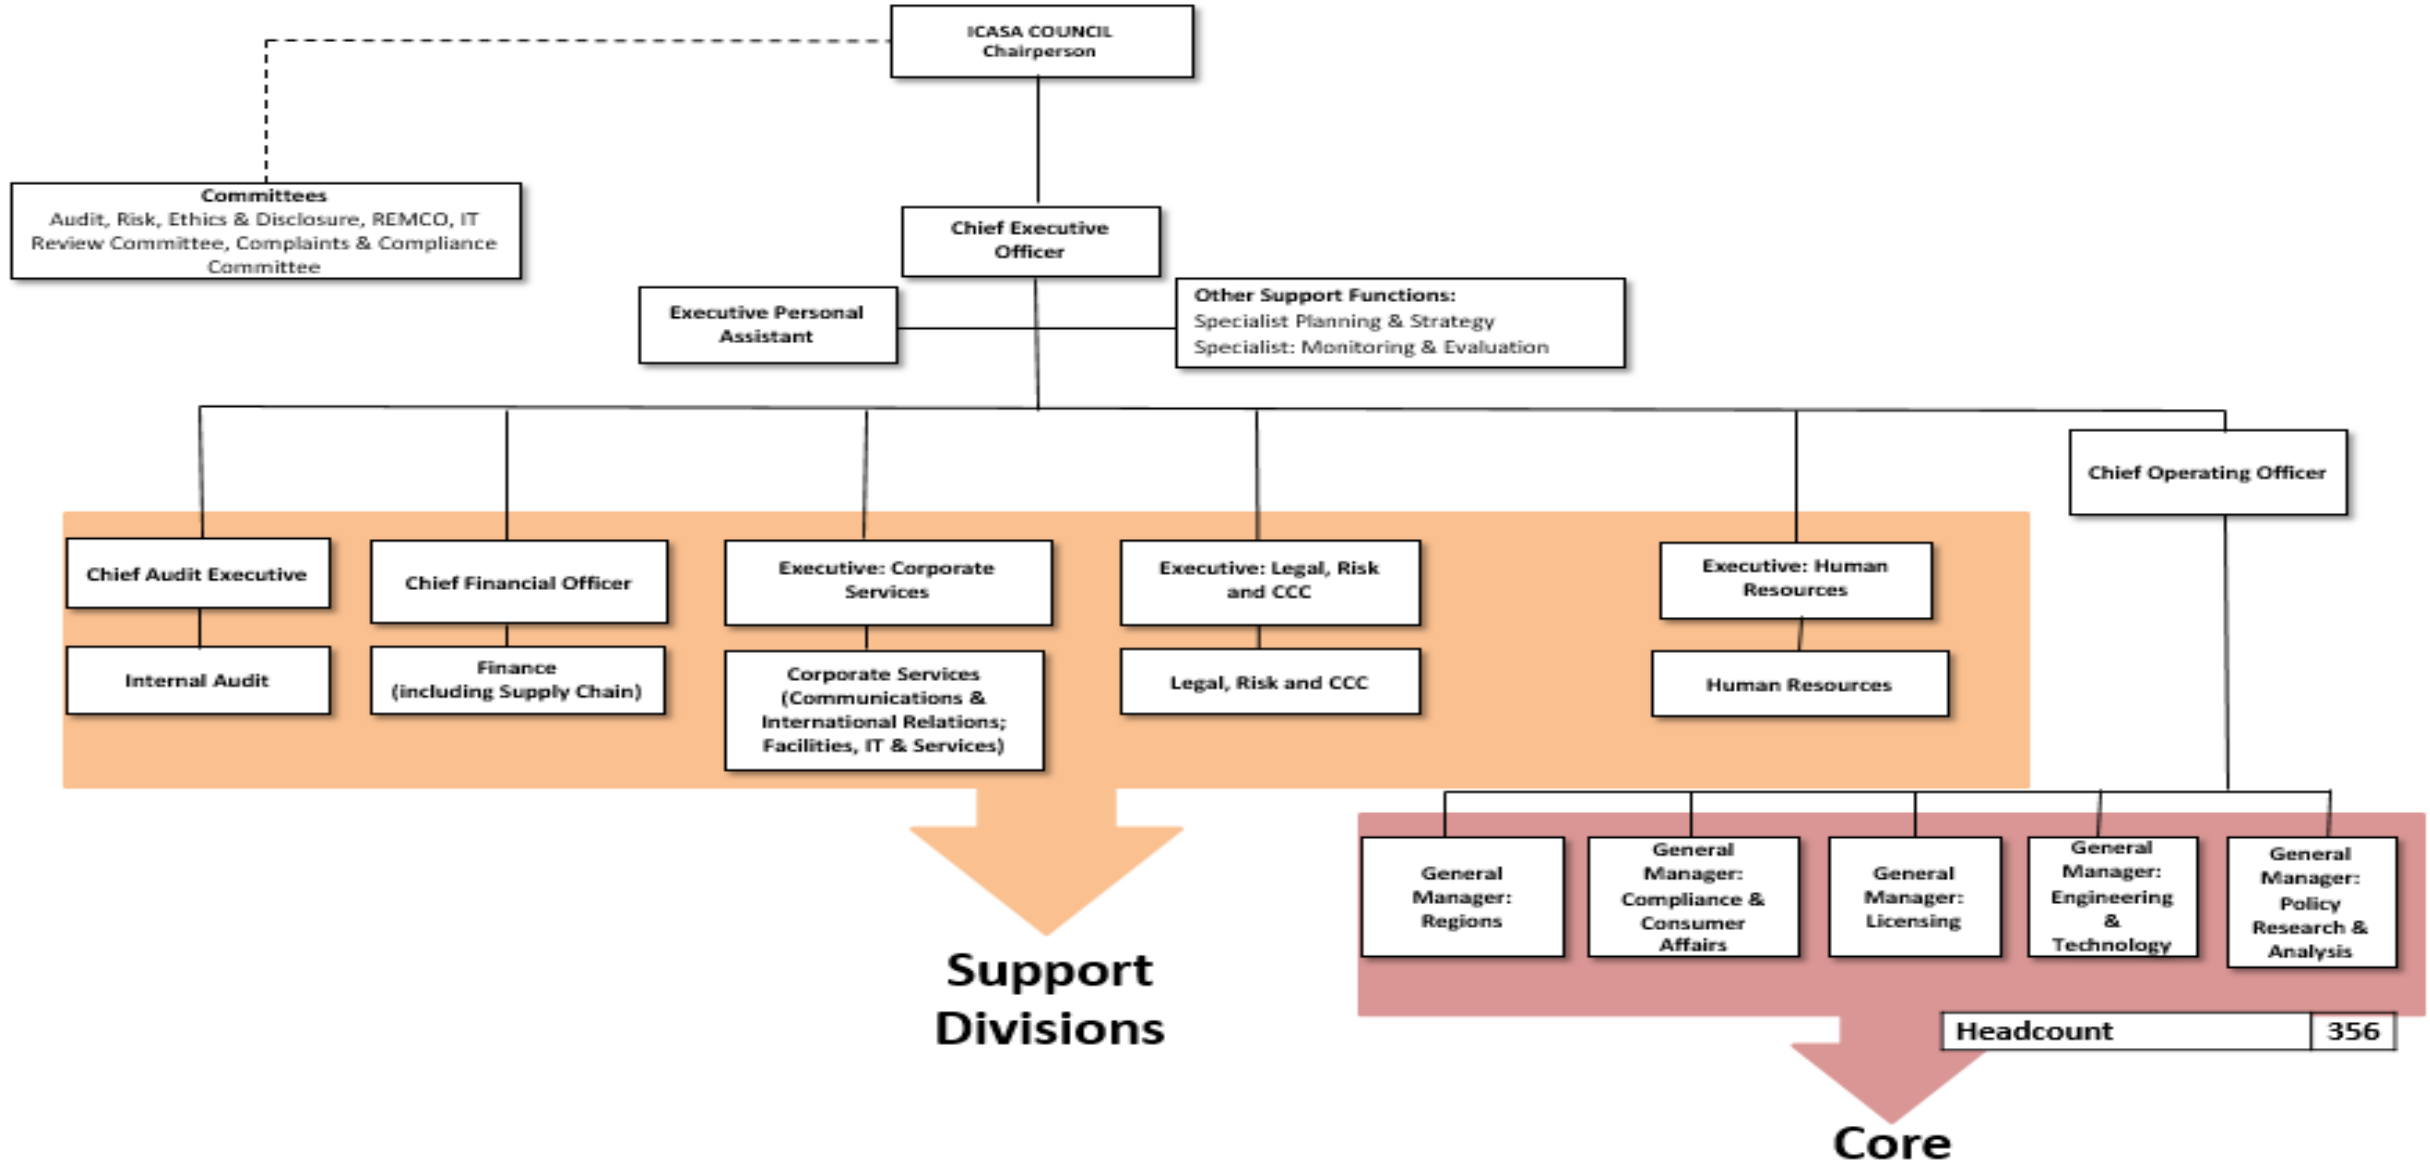 ICASA COUNCIL
Chairperson
Committees
Audit, Risk, Ethics & Disclosure, REMCO, IT
Review Committee, Complaints & Compliance
Committee
Chief Executive
Officer
Executive Personal
Assistant
Other Support Functions:
Specialist Planning & Strategy
Specialist: Monitoring & Evaluation
Chief Operating Officer
Chief Audit Executive
Chief Financial Officer
Executive: Corporate
Services
Executive: Legal, Risk
and CCC
Executive: Human
Resources
Internal Audit
Finance
(including Supply Chain)
Corporate Services
(Communications &
International Relations;
Facilities, IT & Services)
Legal, Risk and CCC
Human Resources
General
Manager:
Regions
General
Manager:
Compliance &
Consumer
Affairs
General
Manager:
Licensing
General
Manager:
Engineering
&
Technology
General
Manager:
Policy
Research &
Analysis
Support
Divisions
Headcount 356
Core